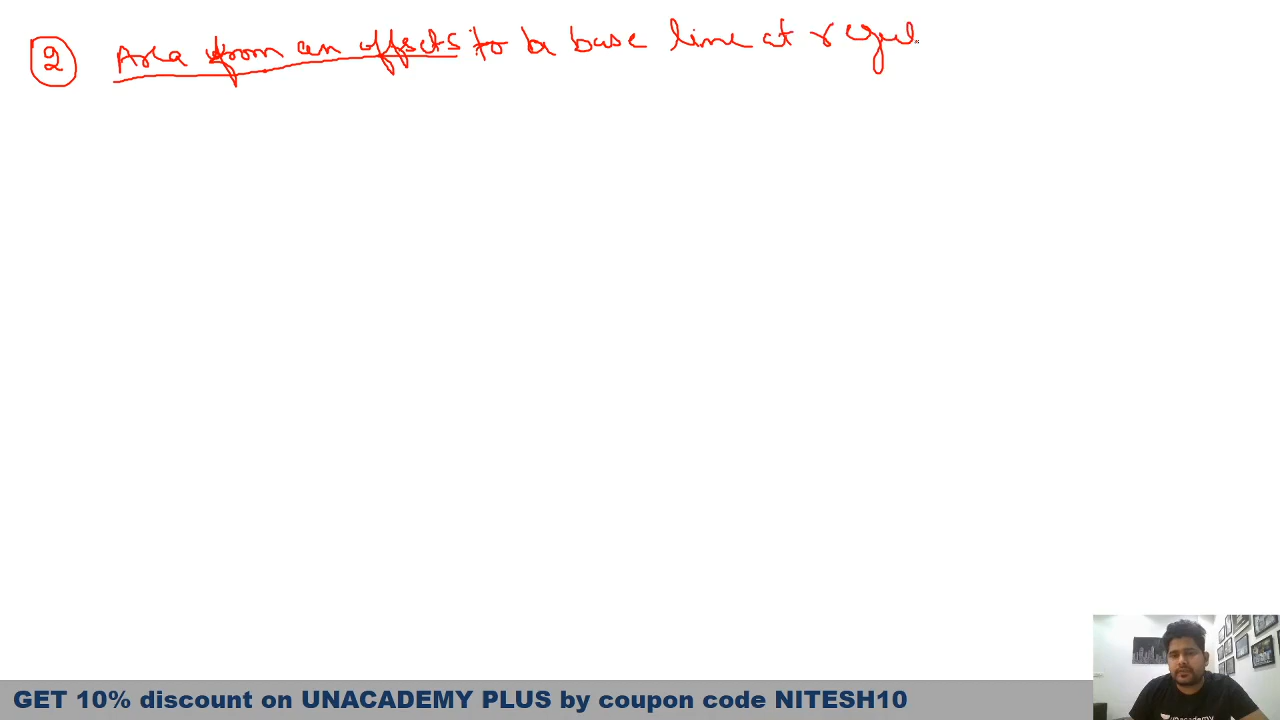 2 Area from an offsets to a base line at regul
GET 10% discount on UNACADEMY PLUS by coupon code NITESH10
unacademy